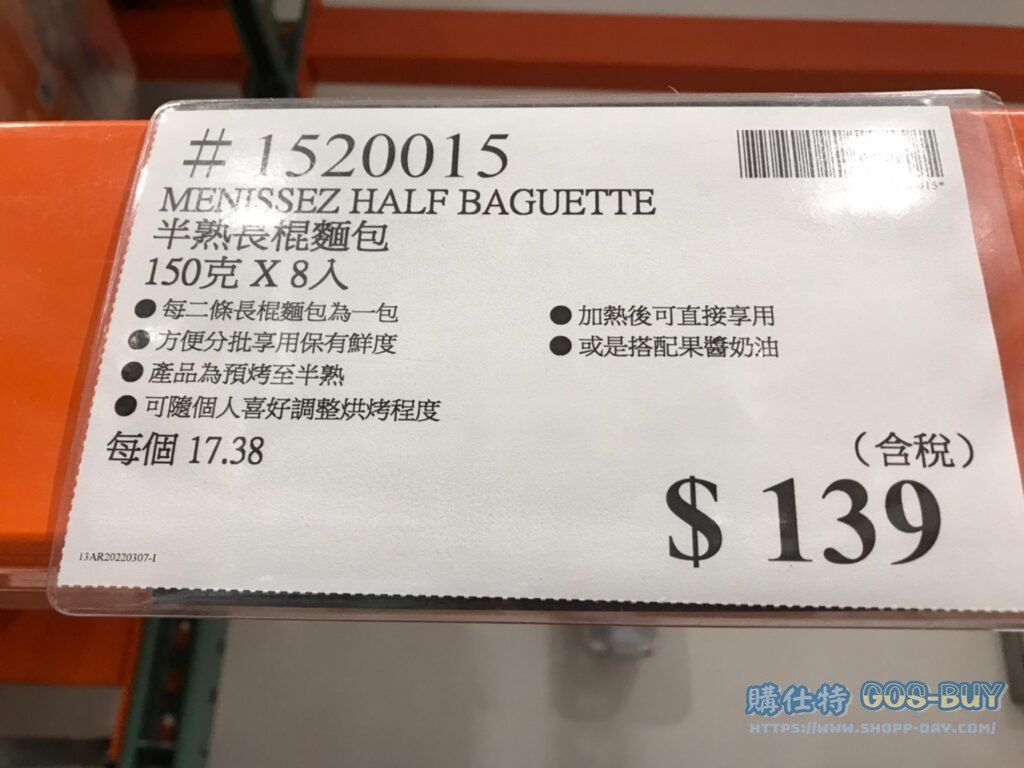 #1520015
MENISSEZ HALF BAGUETTE
半熟長棍麵包
150克 X 8入
●每二條長棍麵包為一包
●方便分批享用保有鮮度
●產品為預烤至半熟
●可隨個人喜好調整烘烤程度
●加熱後可直接享用
●或是搭配果醬奶油
每個 17.38
（含稅）
$ 139
13AR20220307-1
購仕特 GOS-BUY
HTTPS://WWW.SHOPP-DAY.COM/